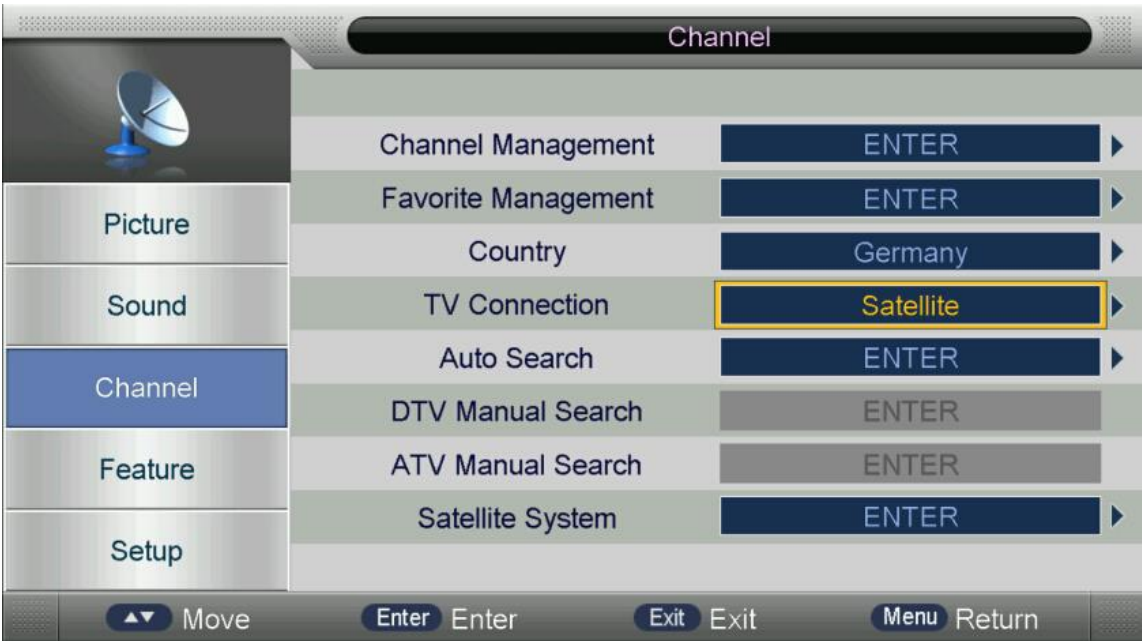 Channel
Channel Management ENTER
Favorite Management ENTER
Picture
Country Germany
Sound
TV Connection Satellite
Auto Search ENTER
Channel
DTV Manual Search ENTER
ATV Manual Search ENTER
Feature
Satellite System ENTER
Setup
Move Enter Enter Exit Exit Menu Return